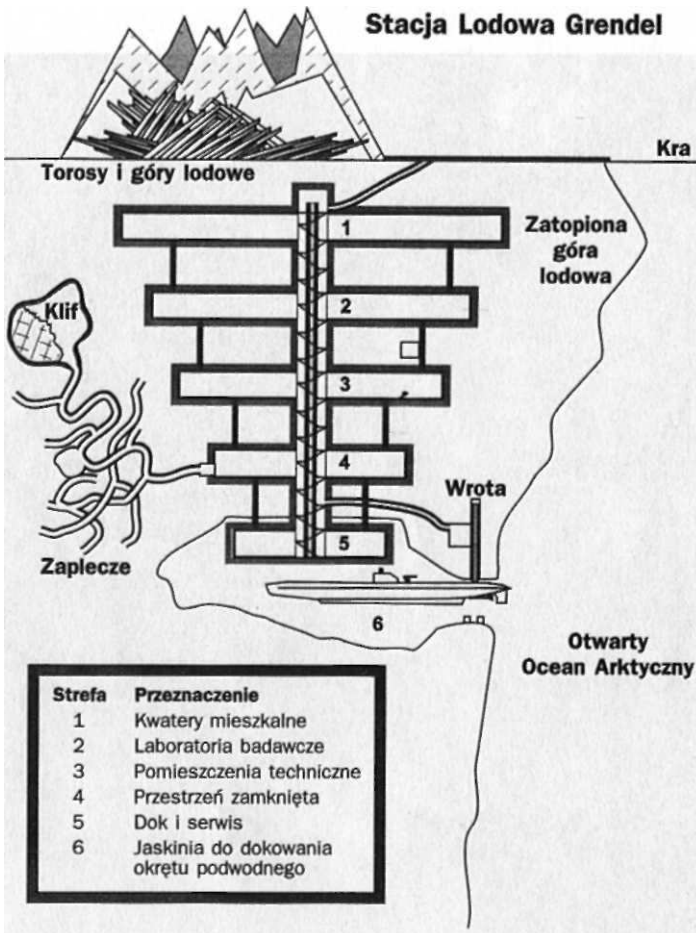 Stacja Lodowa Grendel
Kra
Torosy i góry lodowe
1
Zatopiona
góra
lodowa
2
Klif
3
4
Wrota
5
Zaplecze
6
Otwarty
Ocean Arktyczny
Strefa Przeznaczenie
1 Kwatery mieszkalne
2 Laboratoria badawcze
3 Pomieszczenia techniczne
4 Przestrzeń zamknięta
5 Dok i serwis
6 Jaskinia do dokowania
okrętu podwodnego